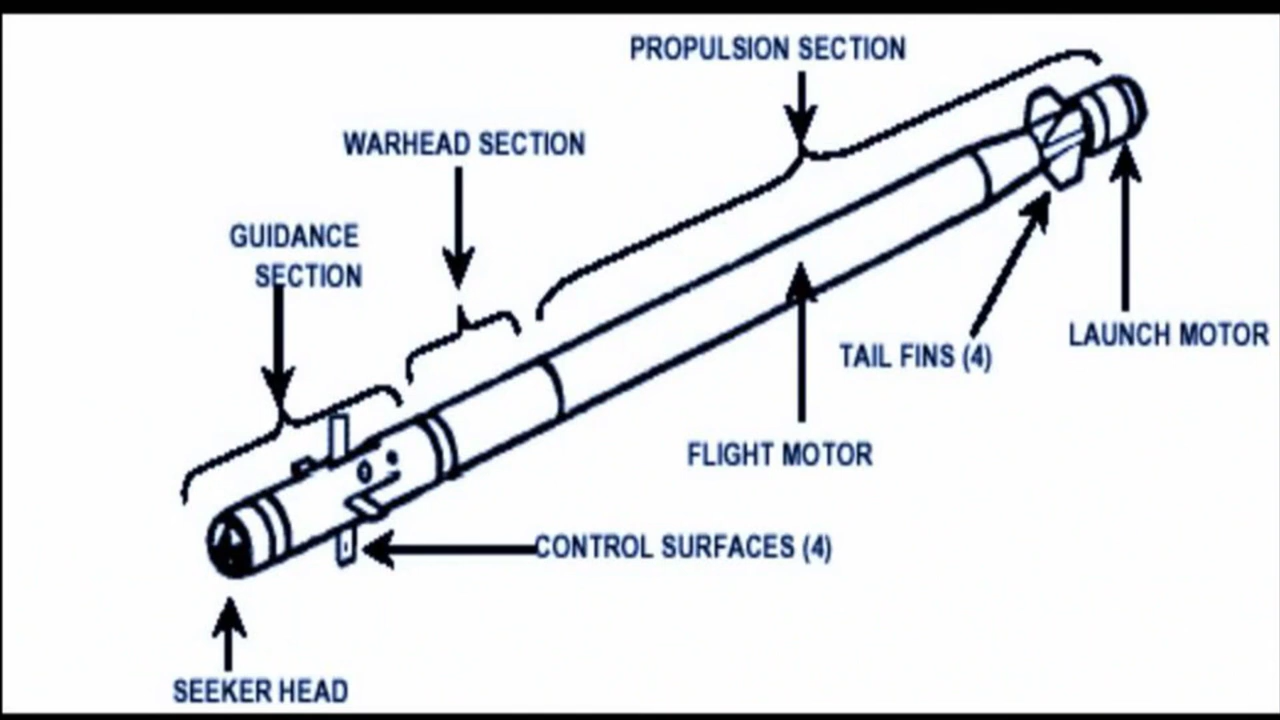 PROPULSION SECTION
WARHEAD SECTION
GUIDANCE
SECTION
LAUNCH MOTOR
TAIL FINS (4)
FLIGHT MOTOR
CONTROL SURFACES (4)
SEEKER HEAD